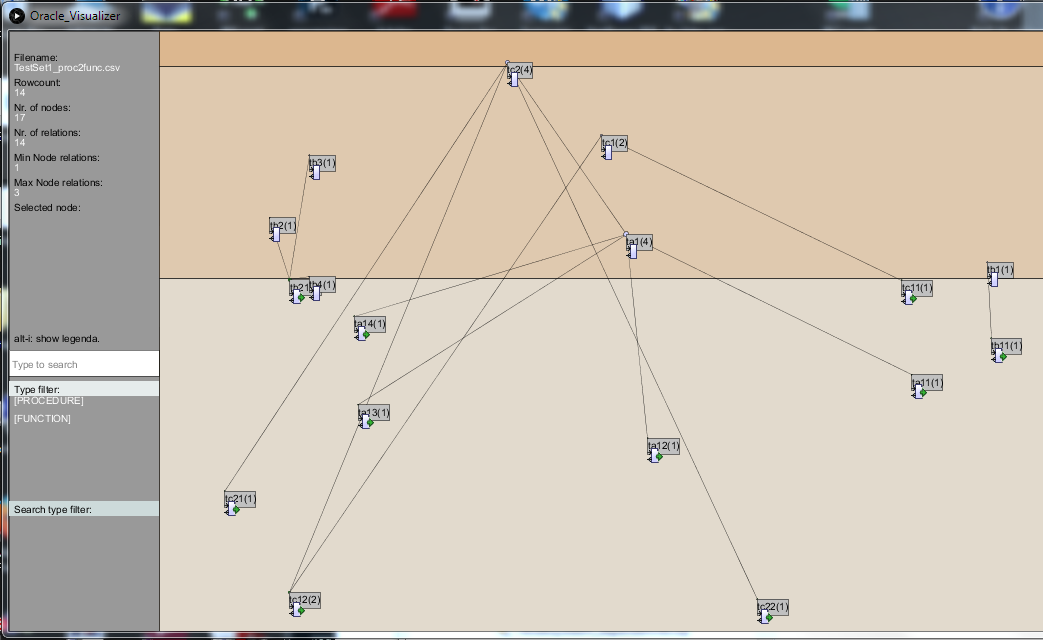 Oracle_Visualizer
Filename:
TestSet1_proc2func.csv
Rowcount:
14
Nr. of nodes:
17
Nr. of relations:
14
Min Node relations:
1
Max Node relations:
3
Selected node:
alt-i: show legenda.
Type to search
Type filter:
[PROCEDURE]
[FUNCTION]
Search type filter:
tc2(4)
tc1(2)
tb3(1)
tb2(1)
ta1(4)
tb1(1)
tb4(1)
tc11(1)
ta14(1)
tb11(1)
ta11(1)
ta13(1)
ta12(1)
tc21(1)
tc12(2)
tc22(1)